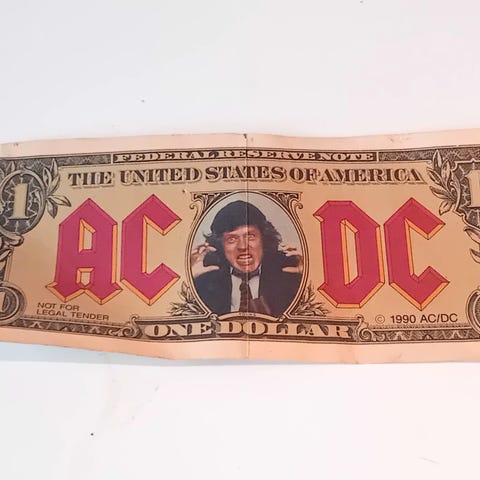 FEDERAL RESERVE NOTE
THE UNITED STATES OF AMERICA
1 1
AC DC
NOT FOR
LEGAL TENDER
© 1990 AC/DC
ONE DOLLAR